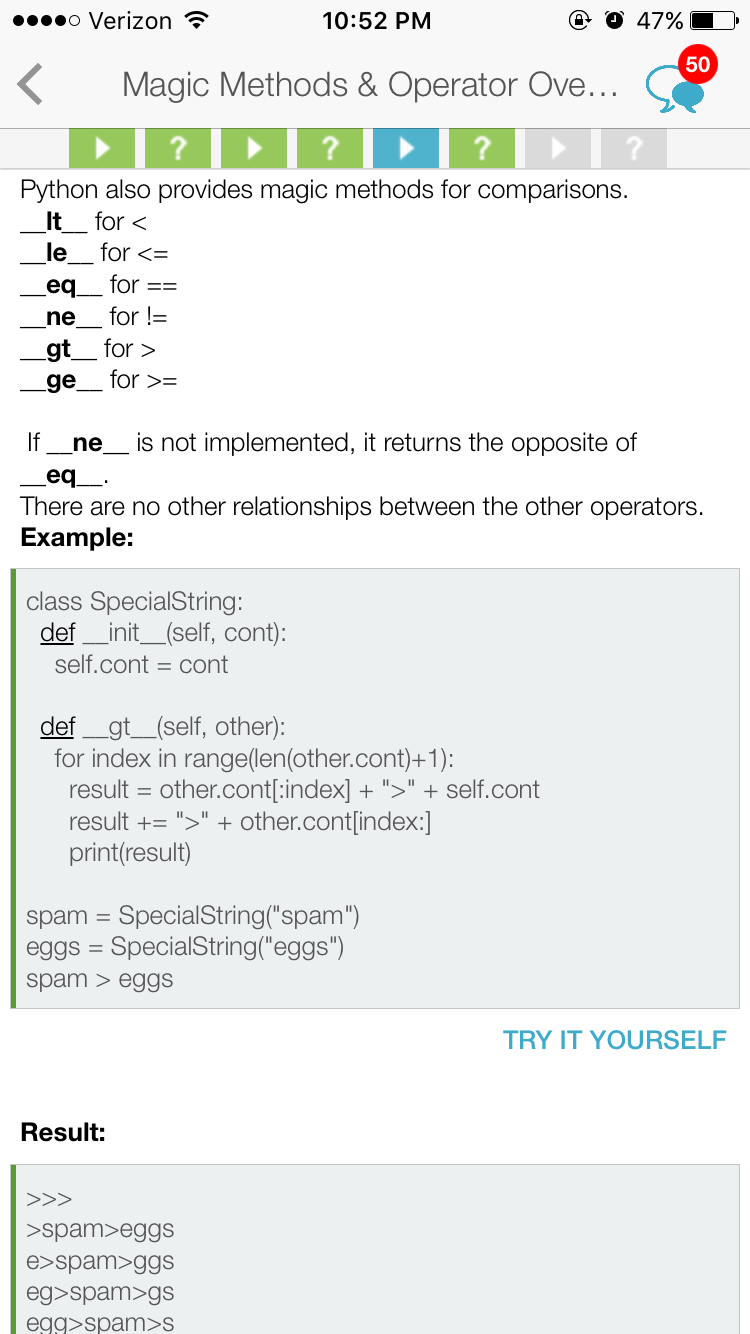 Verizon 10:52 PM 47%
Magic Methods & Operator Ove... 50
? ? ? ?
Python also provides magic methods for comparisons.
__lt__ for <
__le__ for <=
__eq__ for ==
__ne__ for !=
__gt__ for >
__ge__ for >=
If __ne__ is not implemented, it returns the opposite of
__eq__.
There are no other relationships between the other operators.
Example:
class SpecialString:
def __init__(self, cont):
self.cont = cont
def __gt__(self, other):
for index in range(len(other.cont)+1):
result = other.cont[:index] + ">" + self.cont
result += ">" + other.cont[index:]
print(result)
spam = SpecialString("spam")
eggs = SpecialString("eggs")
spam > eggs
TRY IT YOURSELF
Result:
>>>
>spam>eggs
e>spam>ggs
eg>spam>gs
egg>spam>s